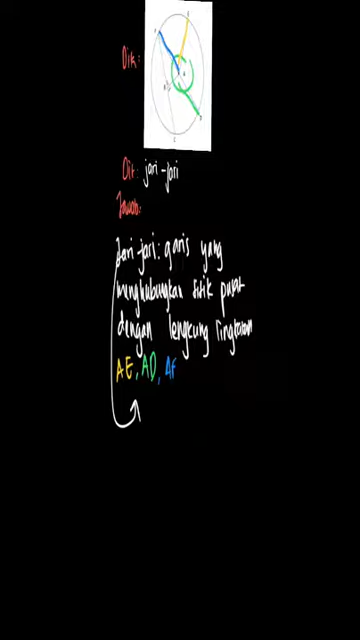 Dik:
E
F
A
B
D
C
Dit: jari-jari
Jawab:
Jari-jari: garis yang
menghubungkan titik pusat
dengan lengkung lingkaran
AE, AD, AF